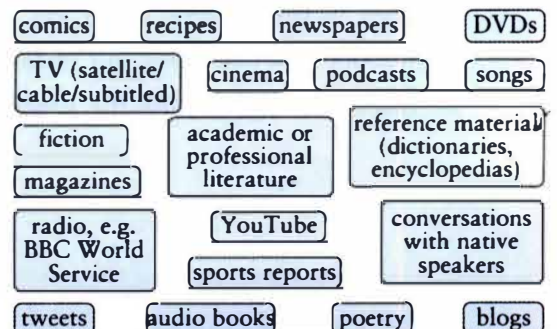 comics recipes newspapers DVDs
TV (satellite/
cable/subtitled)
cinema podcasts songs
fiction
magazines
academic or
professional
literature
reference material
(dictionaries,
encyclopedias)
radio, e.g.
BBC World
Service
YouTube
sports reports
conversations
with native
speakers
tweets audio books poetry blogs